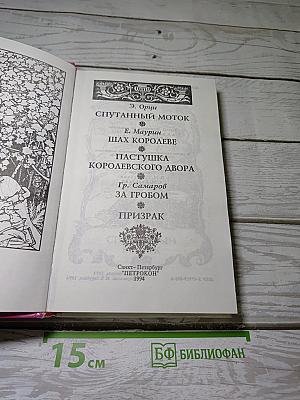 Э. Орци
СПУТАННЫЙ МОТОК
Е. Маурин
ШАХ КОРОЛЕВЕ
ПАСТУШКА
КОРОЛЕВСКОГО ДВОРА
Гр. Самаров
ЗА ГРОБОМ
ПРИЗРАК
Санкт-Петербург
"ПЕТРОКОН"
1994
15 см
БФ БИБЛИОФАН